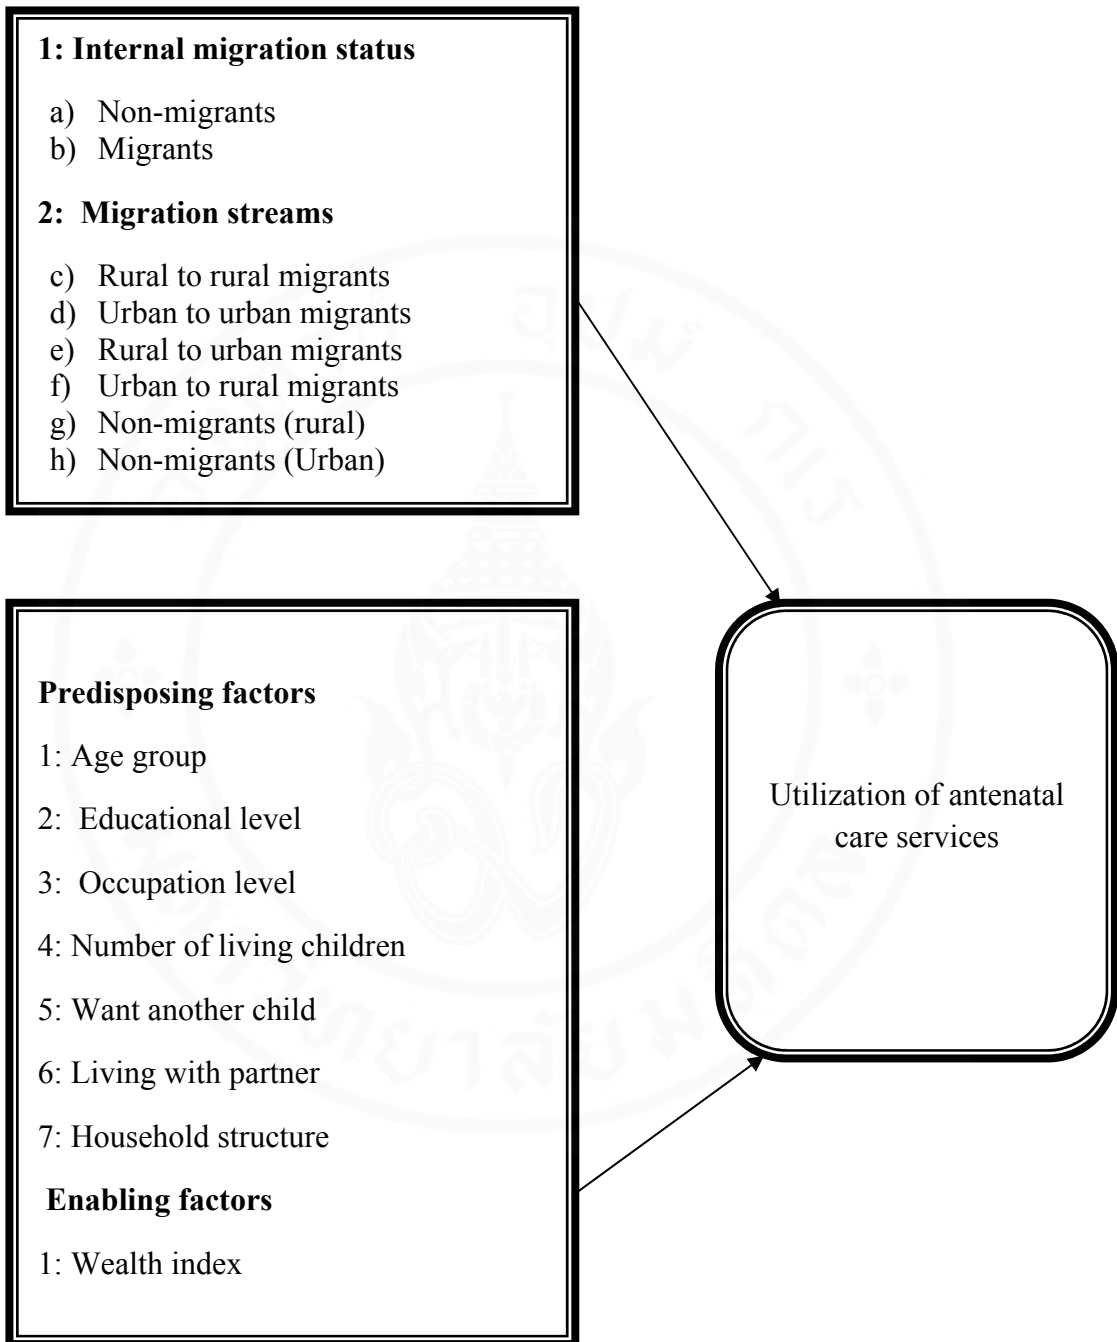 1: Internal migration status
a) Non-migrants
b) Migrants
2: Migration streams
c) Rural to rural migrants
d) Urban to urban migrants
e) Rural to urban migrants
f) Urban to rural migrants
g) Non-migrants (rural)
h) Non-migrants (Urban)
Predisposing factors
1: Age group
2: Educational level
3: Occupation level
4: Number of living children
5: Want another child
6: Living with partner
7: Household structure
Enabling factors
1: Wealth index
Utilization of antenatal
care services